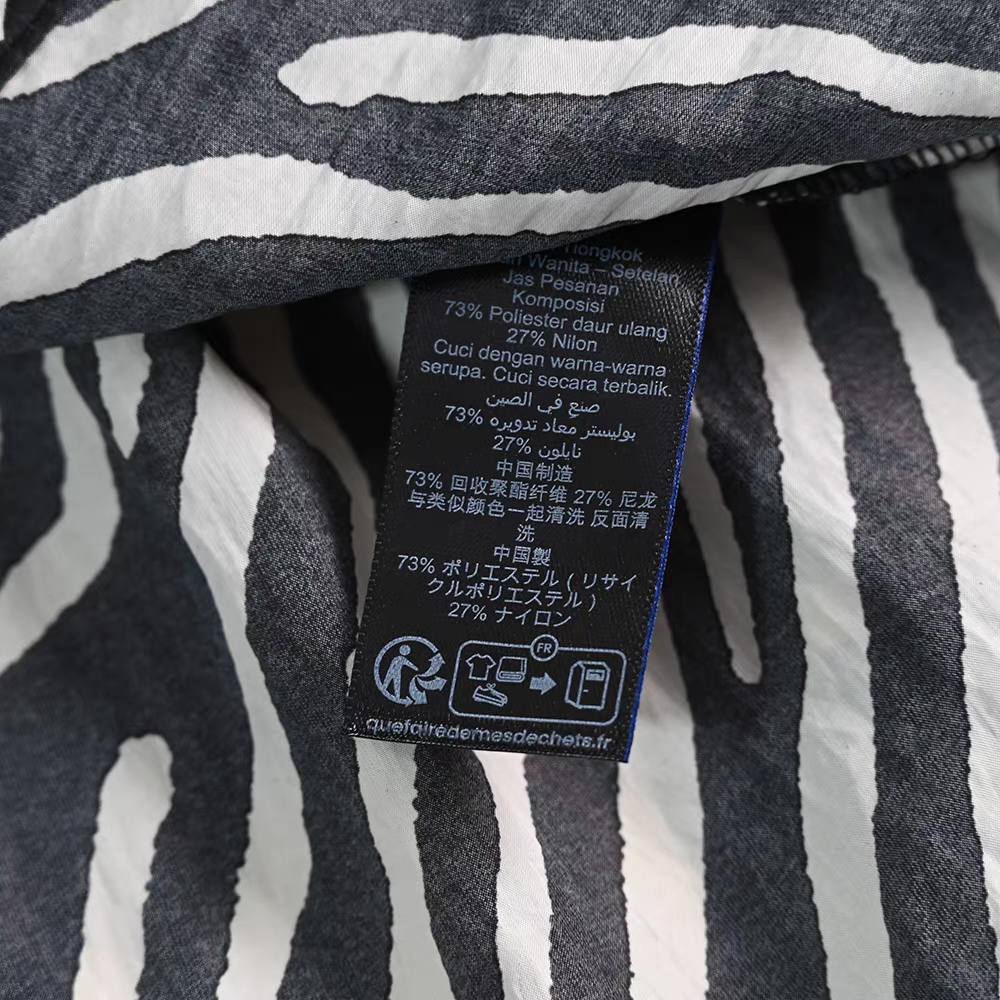 Tiongkok
Wanita – Setelan
Jas Pesanan
Komposisi
73% Poliester daur ulang
27% Nilon
Cuci dengan warna-warna
serupa. Cuci secara terbalik.
صنع في الصين
بوليستر معاد تدويره %73
نايلون %27
中国制造
73% 回收聚酯纤维 27% 尼龙
与类似颜色一起清洗 反面清
洗
中国製
73% ポリエステル ( リサイ
クルポリエステル )
27% ナイロン
FR
quefairedemesdechets.fr